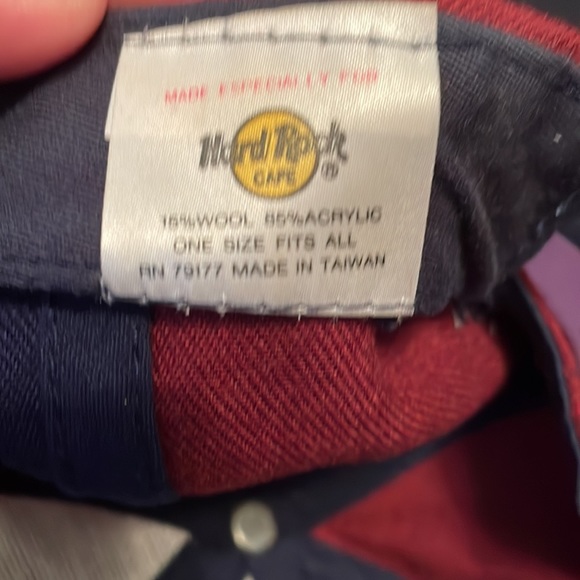 MADE ESPECIALLY FOR
Hard Rock
CAFE ®
15%WOOL 85%ACRYLIC
ONE SIZE FITS ALL
RN 79177 MADE IN TAIWAN